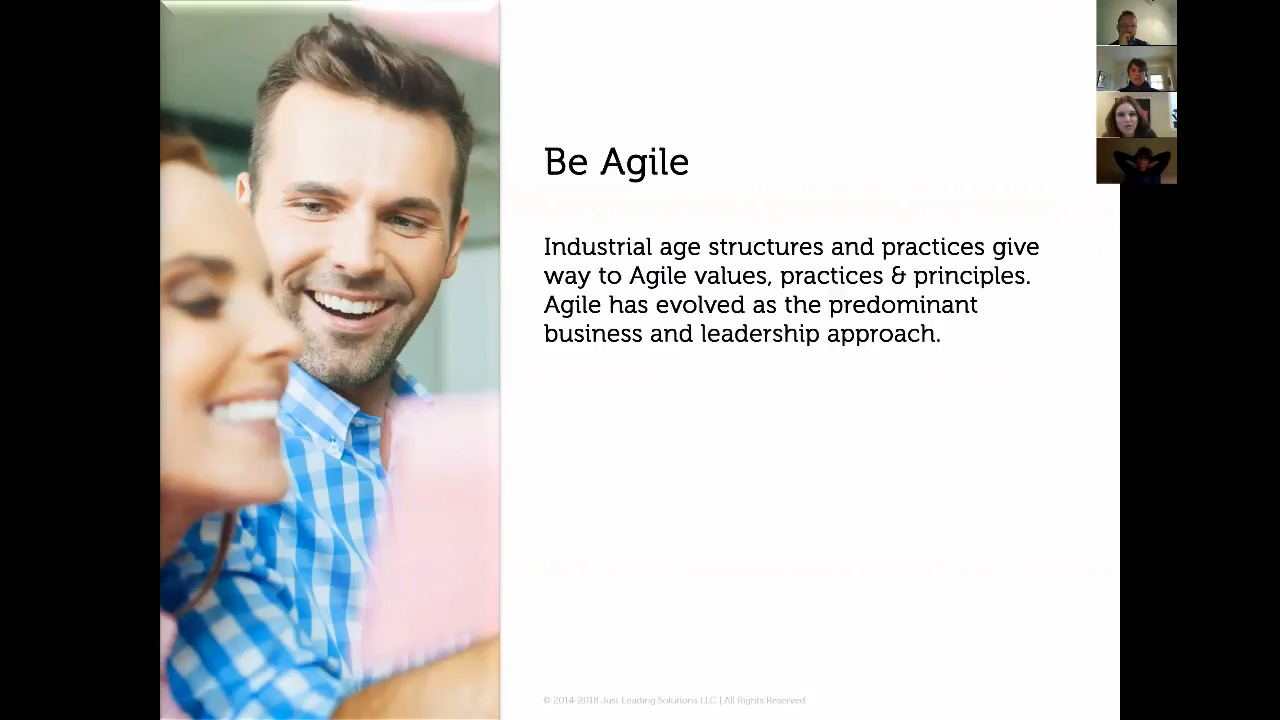 Be Agile
Industrial age structures and practices give
way to Agile values, practices & principles.
Agile has evolved as the predominant
business and leadership approach.
© 2014-2018 Just Leading Solutions LLC | All Rights Reserved